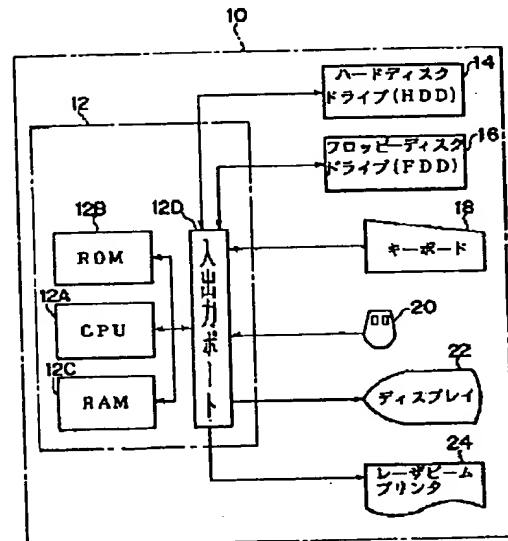 10
ハードディスク
ドライブ(HDD)
14
12
フロッピーディスク
ドライブ(FDD)
16
12B
12D
ROM
18
キーボード
12A
CPU
入出力ポート
20
12C
RAM
22
ディスプレイ
24
レーザビーム
プリンタ